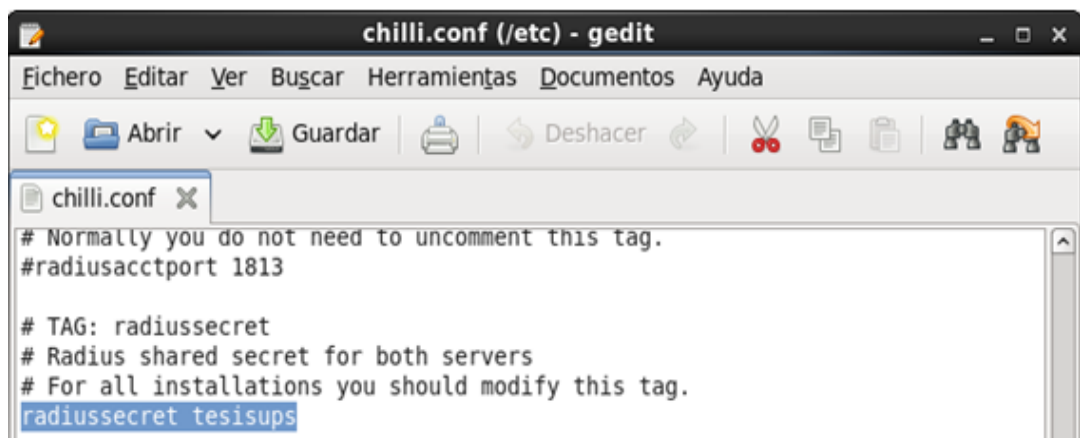 chilli.conf (/etc) - gedit
Fichero Editar Ver Buscar Herramientas Documentos Ayuda
Abrir Guardar Deshacer
chilli.conf
# Normally you do not need to uncomment this tag.
#radiusacctport 1813
# TAG: radiussecret
# Radius shared secret for both servers
# For all installations you should modify this tag.
radiussecret tesisups